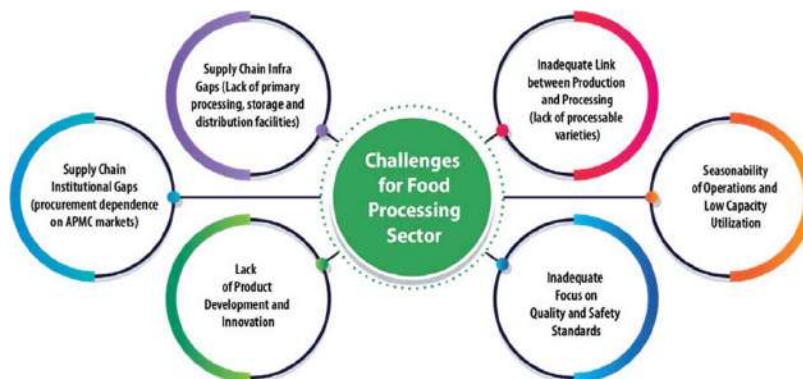 Supply Chain Infra
Gaps (Lack of primary
processing, storage and
distribution facilities)
Inadequate Link
between Production
and Processing
(lack of processable
varieties)
Supply Chain
Institutional Gaps
(procurement dependence
on APMC markets)
Challenges
for Food
Processing
Sector
Seasonability
of Operations and
Low Capacity
Utilization
Lack
of Product
Development and
Innovation
Inadequate
Focus on
Quality and Safety
Standards